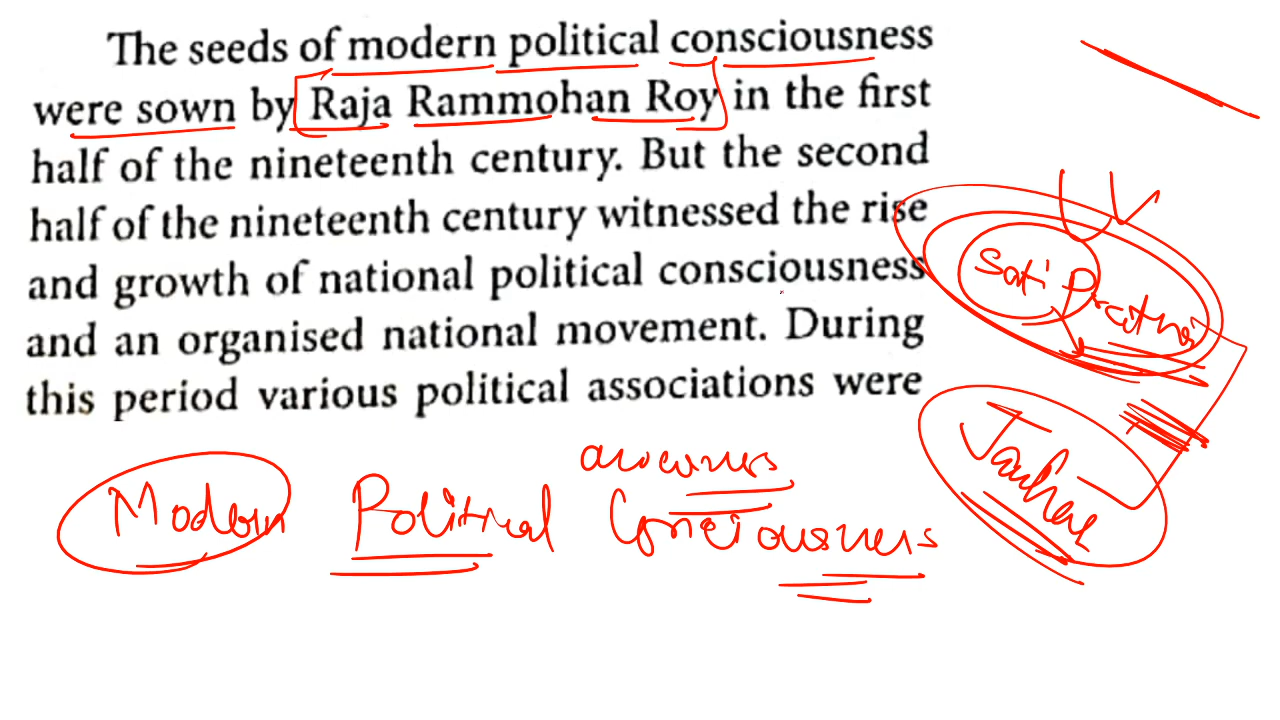 The seeds of modern political consciousness
were sown by Raja Rammohan Roy in the first
half of the nineteenth century. But the second
half of the nineteenth century witnessed the rise
and growth of national political consciousness
and an organised national movement. During
this period various political associations were
Sati Pratha
Jauhar
awareness
Modern Political Consciousness